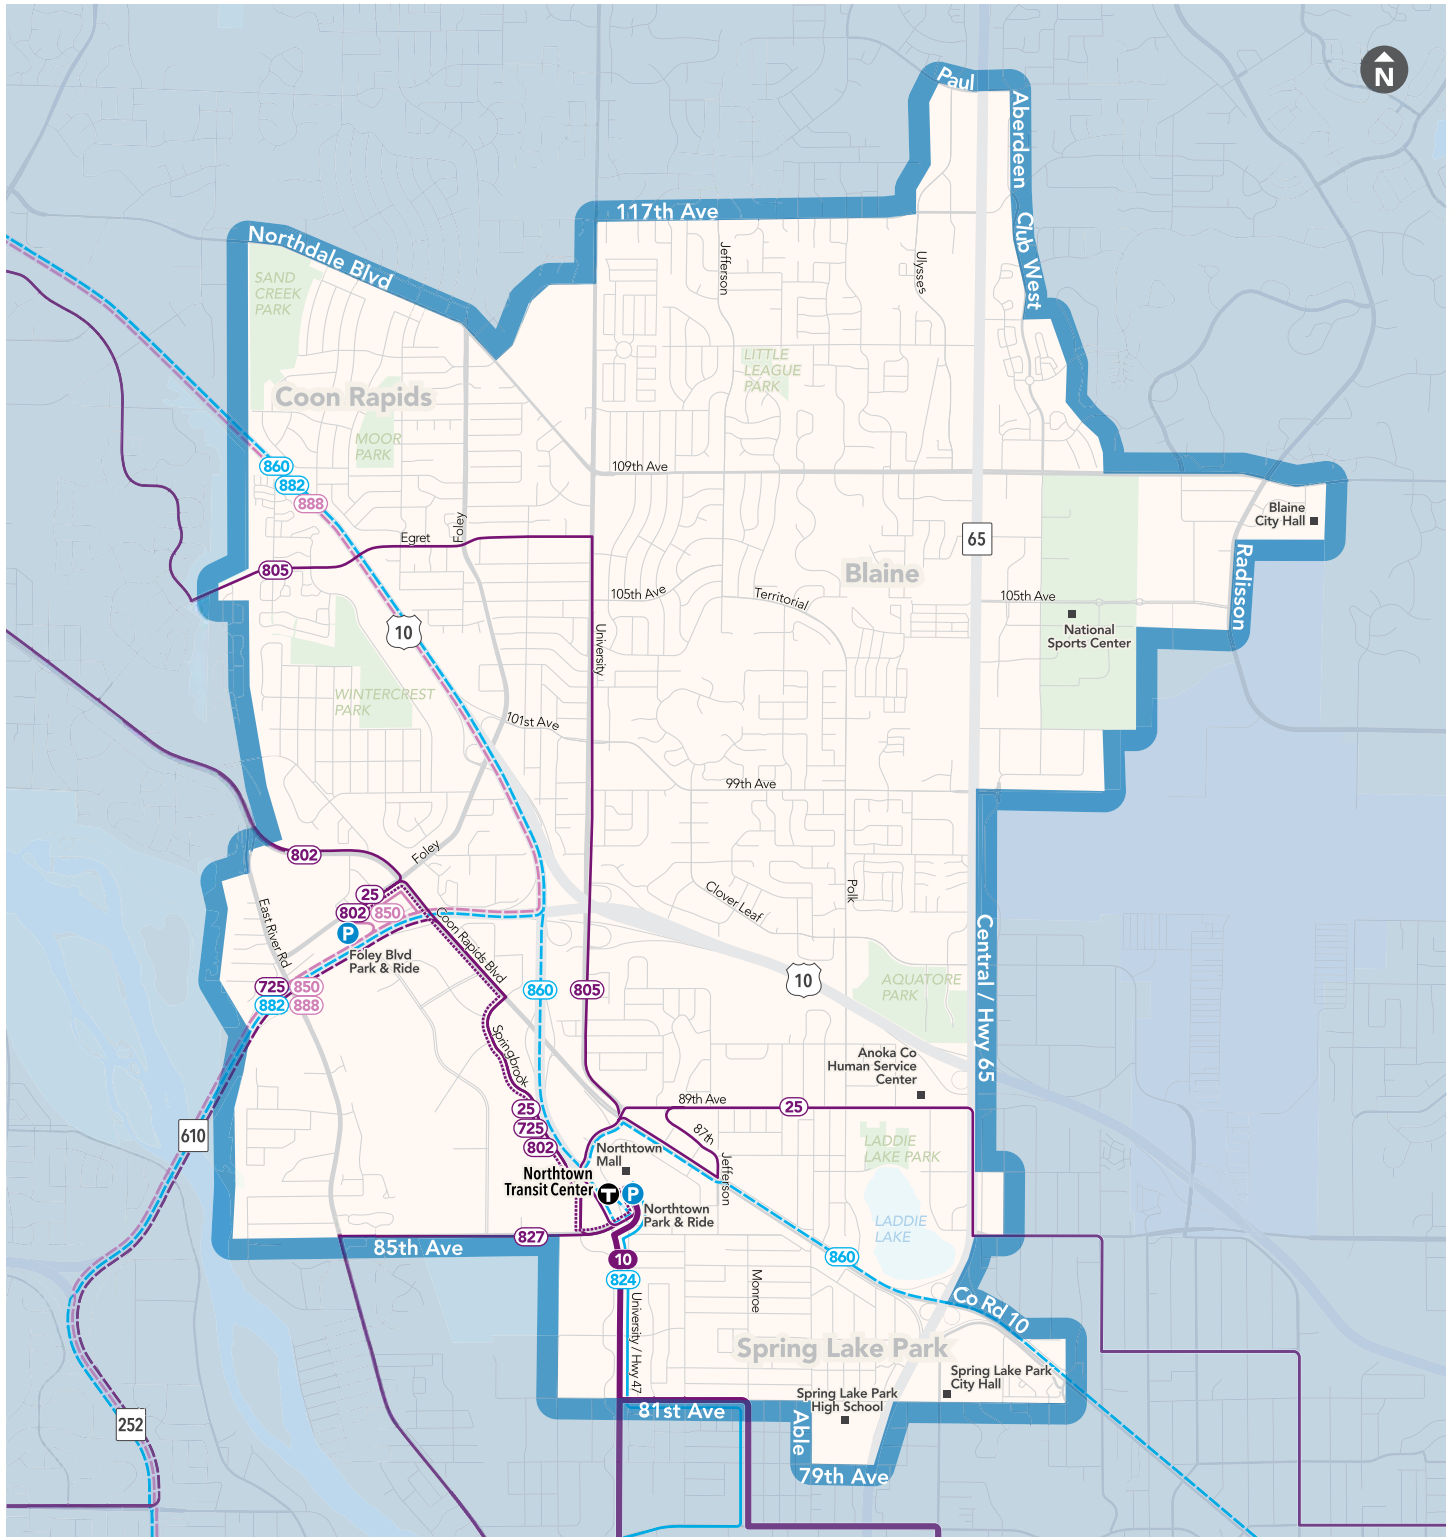 N
Paul
Aberdeen
Club West
117th Ave
Northdale Blvd
Jefferson
Ulysses
SAND
CREEK
PARK
LITTLE
LEAGUE
PARK
Coon Rapids
MOOR
PARK
860
882
888
109th Ave
Blaine
City Hall
65
Foley
Egret
805
Blaine
Radisson
105th Ave
Territorial
105th Ave
10
University
National
Sports Center
WINTERCREST
PARK
101st Ave
99th Ave
802
Foley
25
802
850
P
Foley Blvd
Park & Ride
East River Rd
Coon Rapids Blvd
Clover Leaf
Polk
Central / Hwy 65
725
850
882
888
860
805
10
AQUATORE
PARK
Springbrook
Anoka Co
Human Service
Center
610
25
725
802
89th Ave
25
87th
Jefferson
Northtown
Mall
LADDIE
LAKE PARK
Northtown
Transit Center
T
P
Northtown
Park & Ride
LADDIE
LAKE
827
85th Ave
10
824
860
Monroe
University / Hwy 47
Co Rd 10
Spring Lake Park
Spring Lake Park
City Hall
Spring Lake Park
High School
252
81st Ave
Able
79th Ave